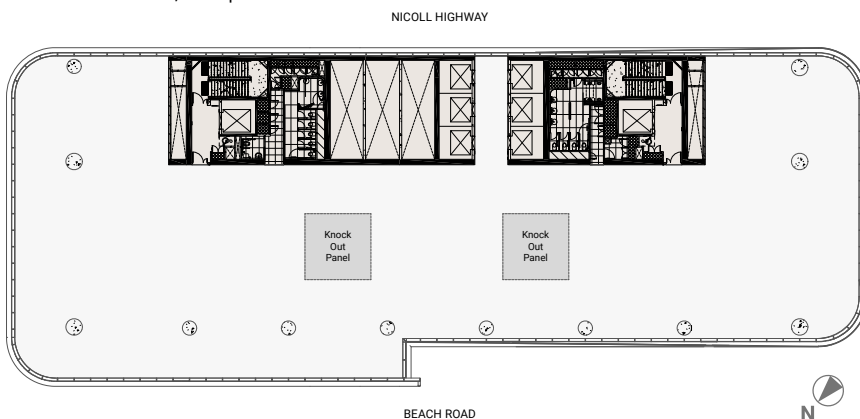 NICOLL HIGHWAY
Knock
Out
Panel
Knock
Out
Panel
BEACH ROAD
N